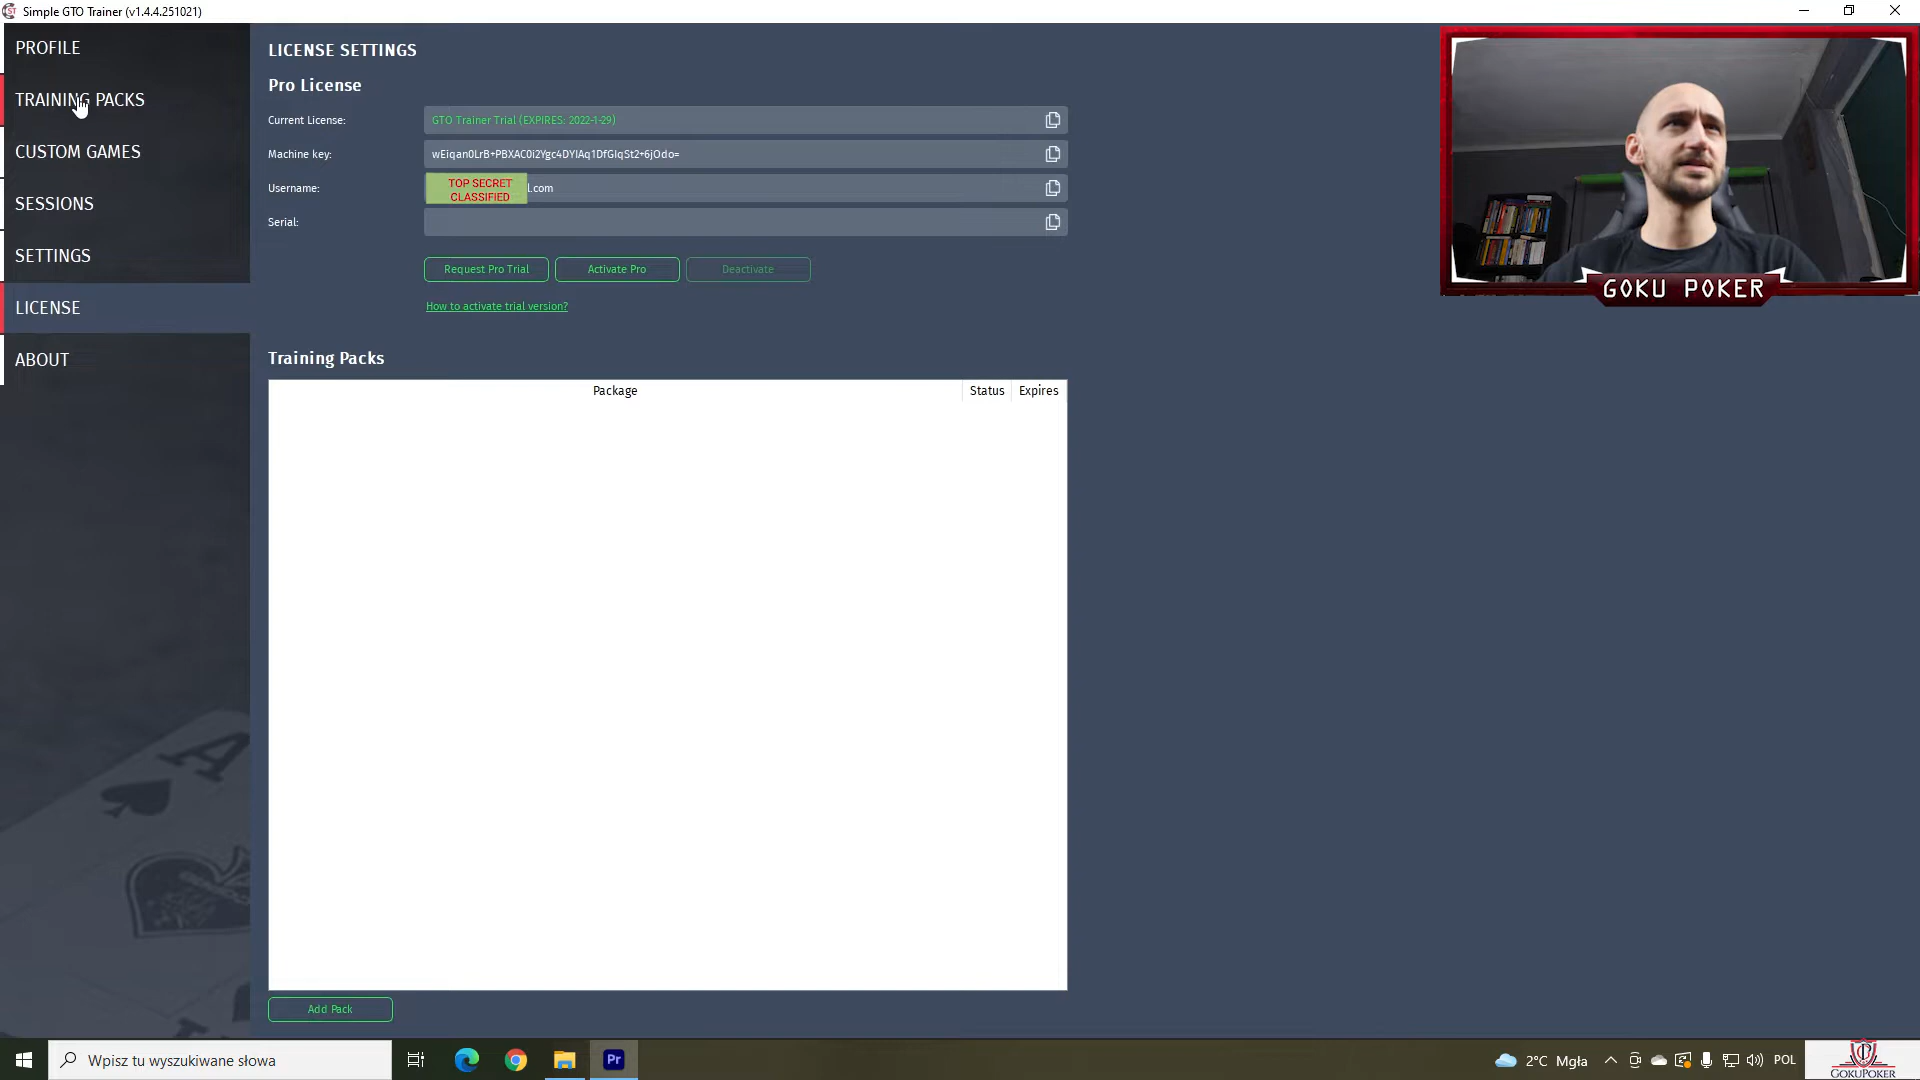 Simple GTO Trainer (v1.4.4.251021)
PROFILE
TRAINING PACKS
CUSTOM GAMES
SESSIONS
SETTINGS
LICENSE
ABOUT
LICENSE SETTINGS
Pro License
Current License: GTO Trainer Trial (EXPIRES: 2022-1-29)
Machine key: wEiqan0LrB+PBXAC0i2Ygc4DYIAq1DfGIqSt2+6jOdo=
Username: TOP SECRET CLASSIFIED l.com
Serial:
Request Pro Trial Activate Pro Deactivate
How to activate trial version?
Training Packs
Package Status Expires
Add Pack
GOKU POKER
Wpisz tu wyszukiwane słowa
Pr
2°C Mgła
POL
GOKUPOKER